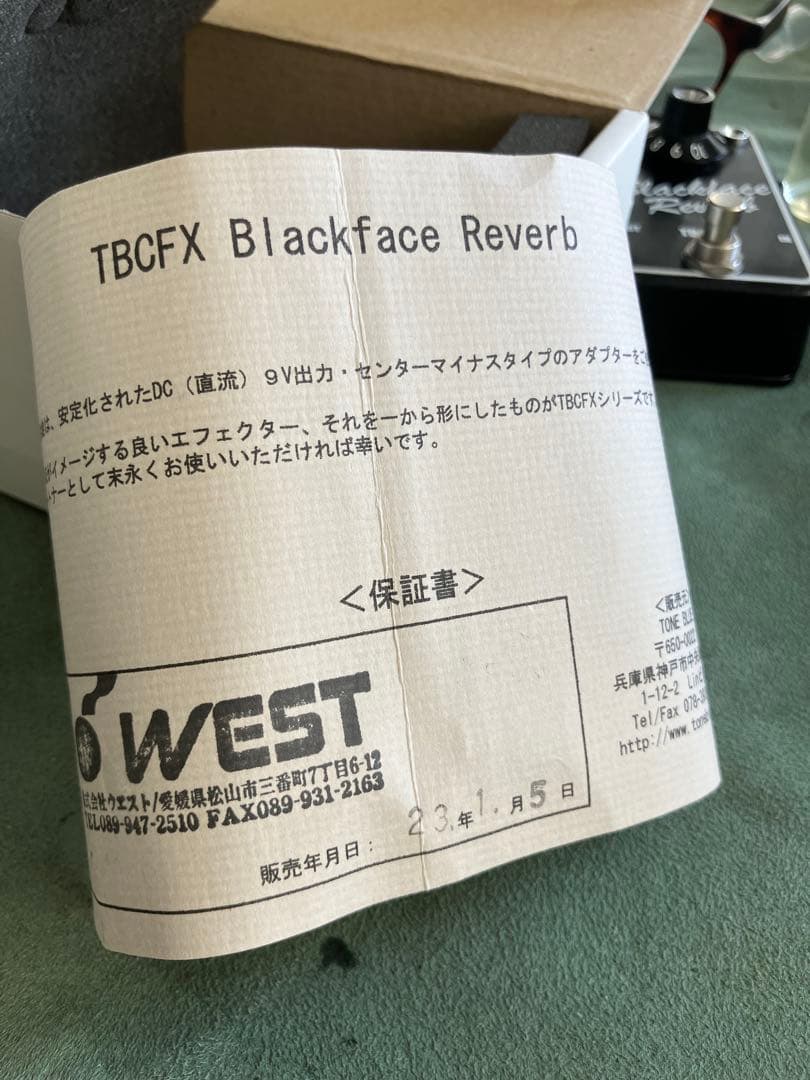 TBCFX Blackface Reverb
は、安定化されたDC（直流）9V出力・センターマイナスタイプのアダプターをご
イメージする良いエフェクター、それを一から形にしたものがTBCFXシリーズです。
ナーとして末永くお使いいただければ幸いです。
＜保証書＞
WEST
式会社ウエスト/愛媛県松山市三番町7丁目6-12
TEL089-947-2510 FAX089-931-2163
販売年月日： 23.年1.月5日
＜販売元
TONE BLUE
〒650-002
兵庫県神戸市中央
1-12-2
Tel/Fax 078-3
http://www.tone
Blackface
Reverb